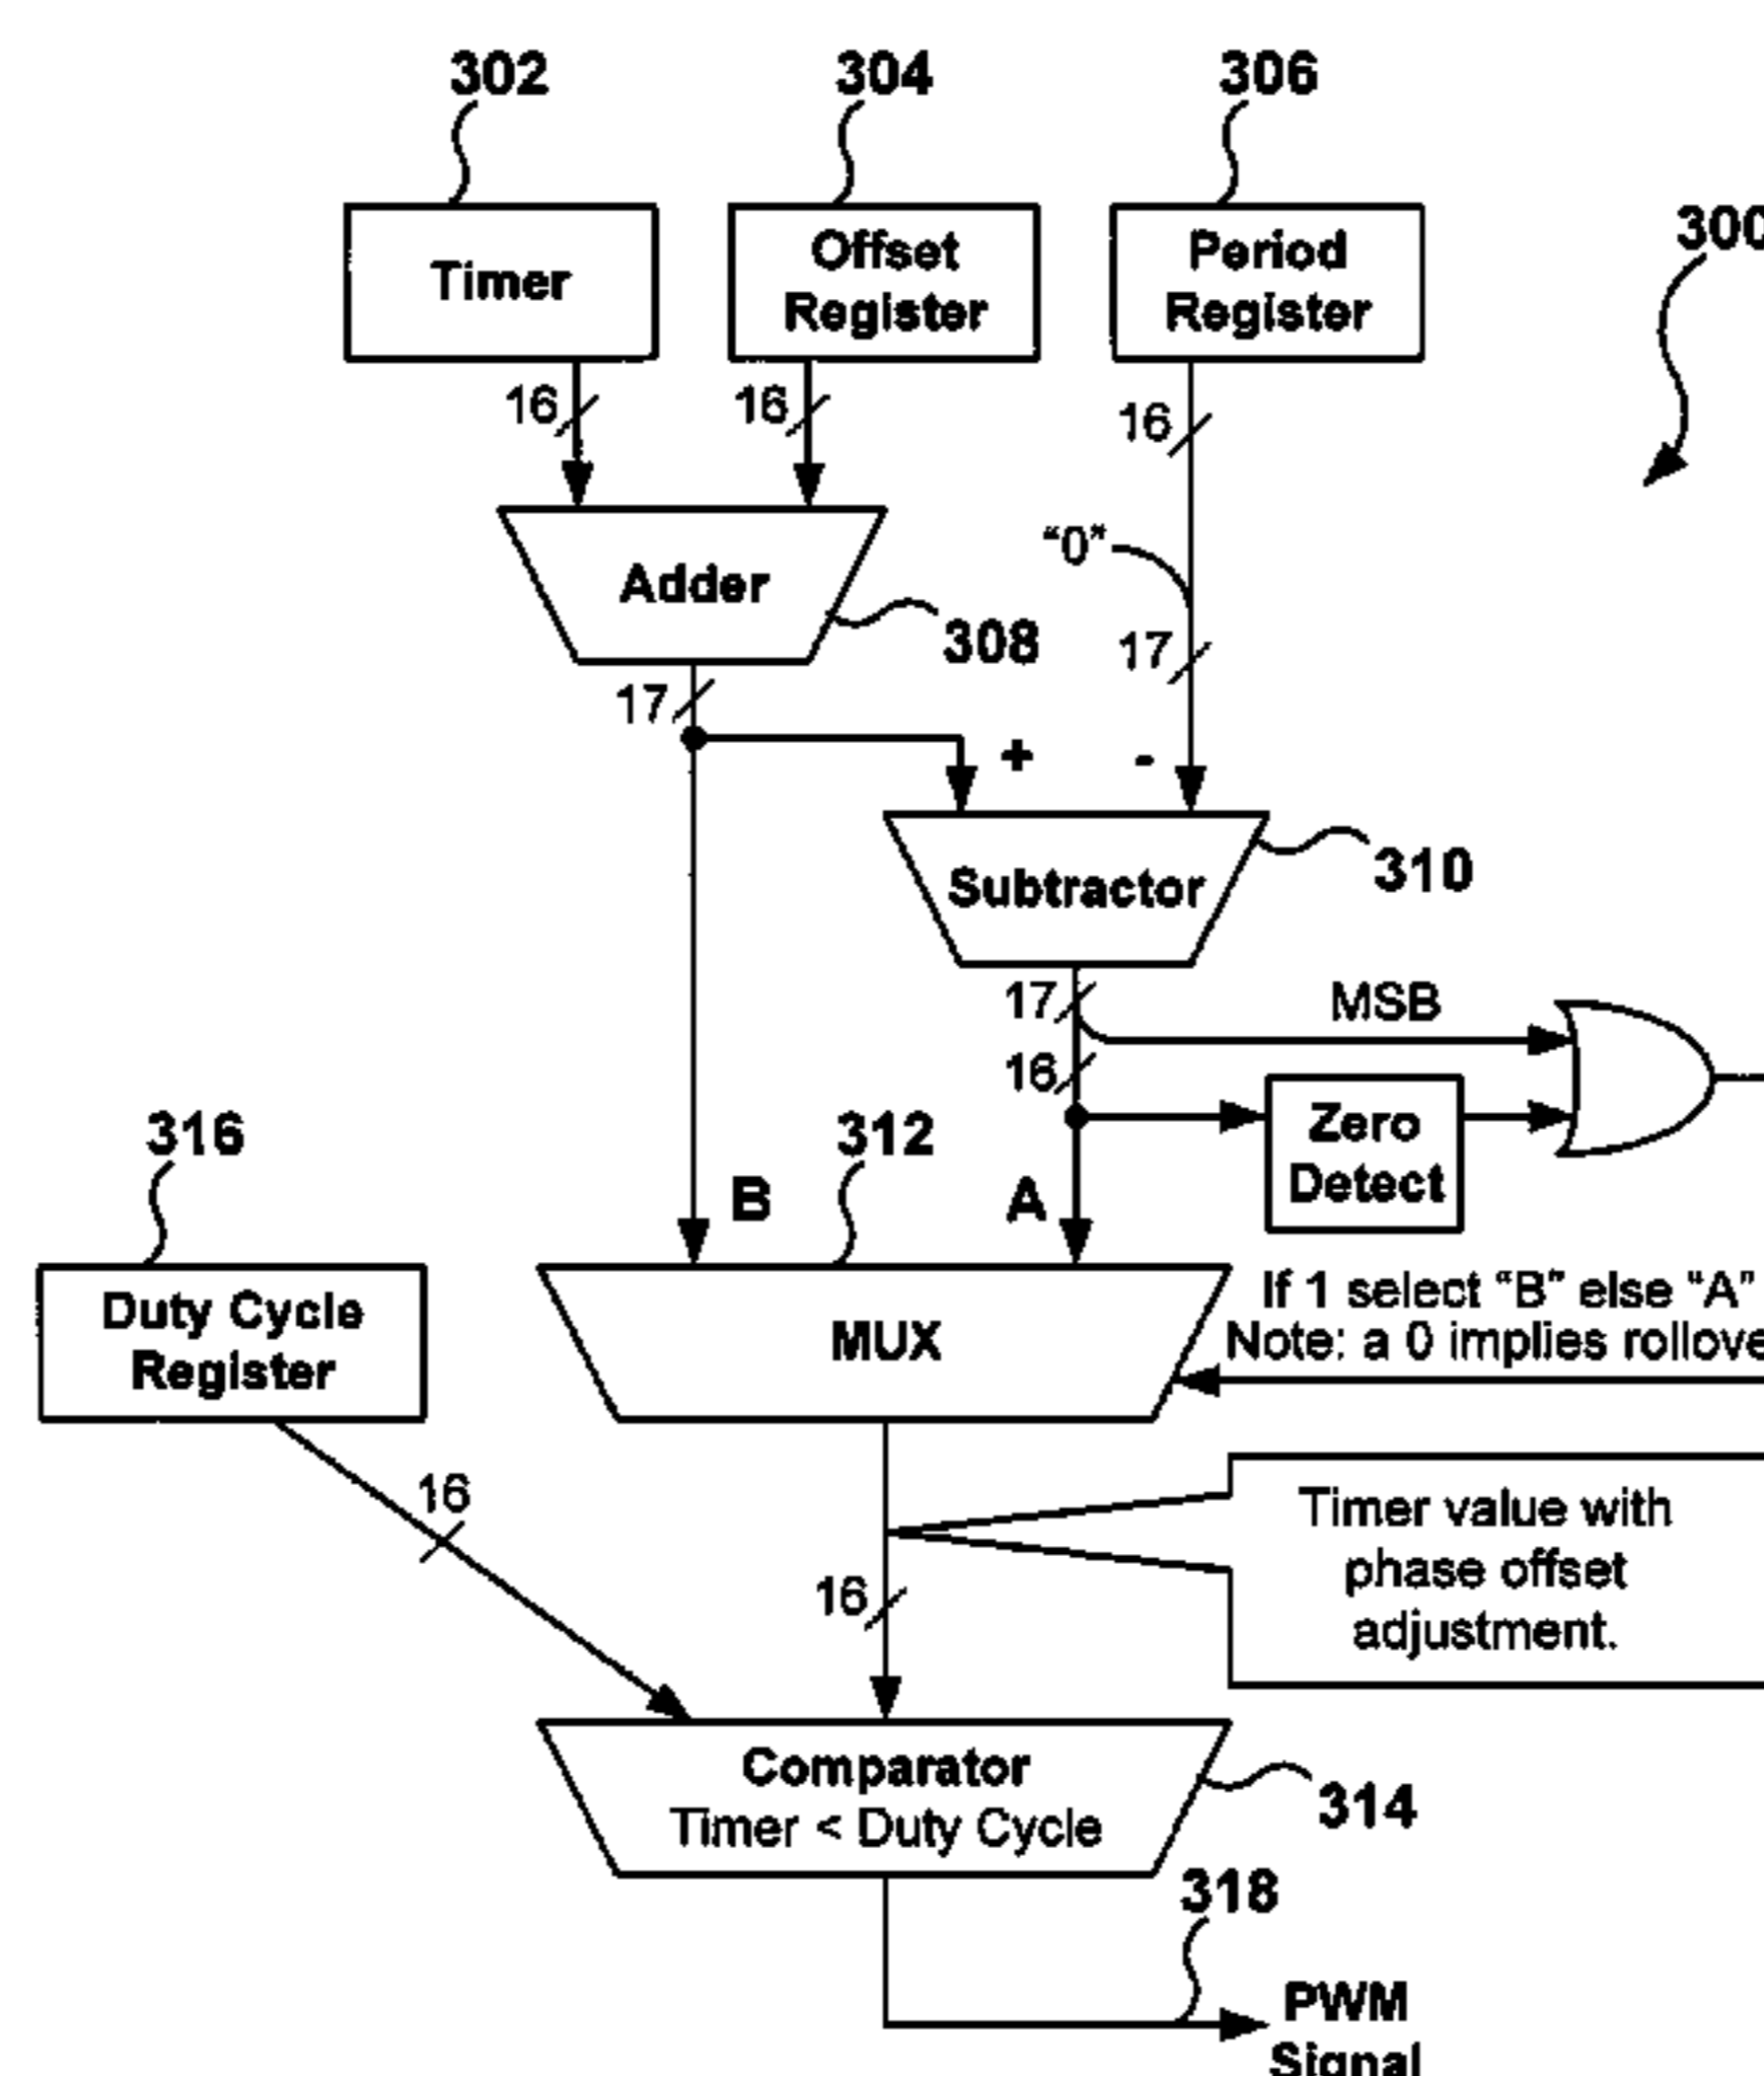 302
304
306
300
Timer
Offset
Register
Period
Register
16
16
16
"0"
Adder
308
17
17
+
-
Subtractor
310
17
MSB
16
Zero
Detect
316
312
B
A
Duty Cycle
Register
MUX
If 1 select "B" else "A"
Note: a 0 implies rollove
16
Timer value with
phase offset
adjustment.
16
Comparator
Timer < Duty Cycle
314
318
PWM
Signal